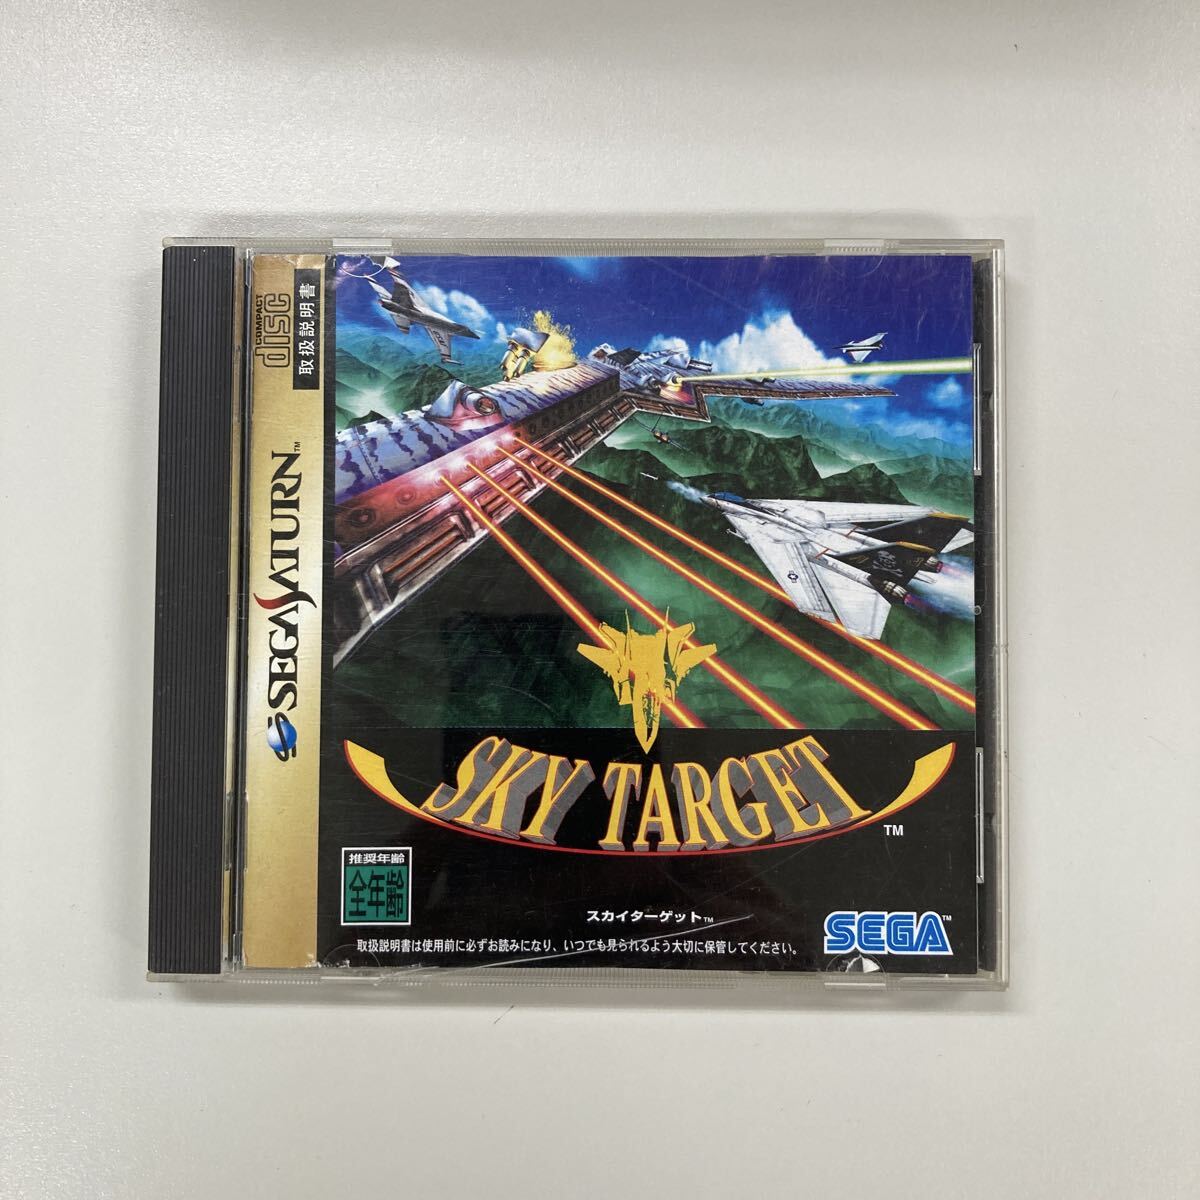 COMPACT
disc
取扱説明書
SEGA SATURN™
SKY TARGET
™
推奨年齢
全年齢
スカイターゲット™
SEGA™
取扱説明書は使用前に必ずお読みになり、いつでも見られるよう大切に保管してください。